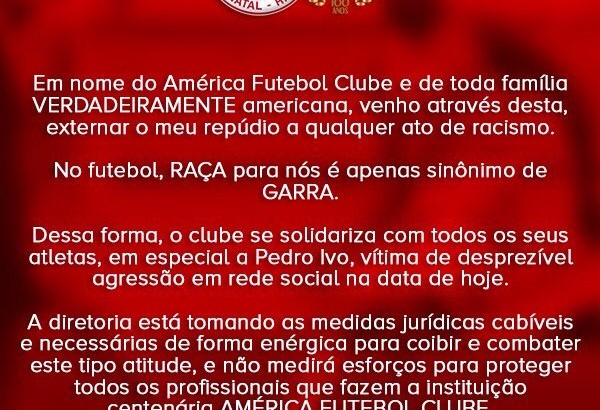 NATAL - R
100
ANOS
Em nome do América Futebol Clube e de toda família
VERDADEIRAMENTE americana, venho através desta,
externar o meu repúdio a qualquer ato de racismo.
No futebol, RAÇA para nós é apenas sinônimo de
GARRA.
Dessa forma, o clube se solidariza com todos os seus
atletas, em especial a Pedro Ivo, vítima de desprezível
agressão em rede social na data de hoje.
A diretoria está tomando as medidas jurídicas cabíveis
e necessárias de forma enérgica para coibir e combater
este tipo atitude, e não medirá esforços para proteger
todos os profissionais que fazem a instituição
centenária AMÉRICA FUTEBOL CLUBE